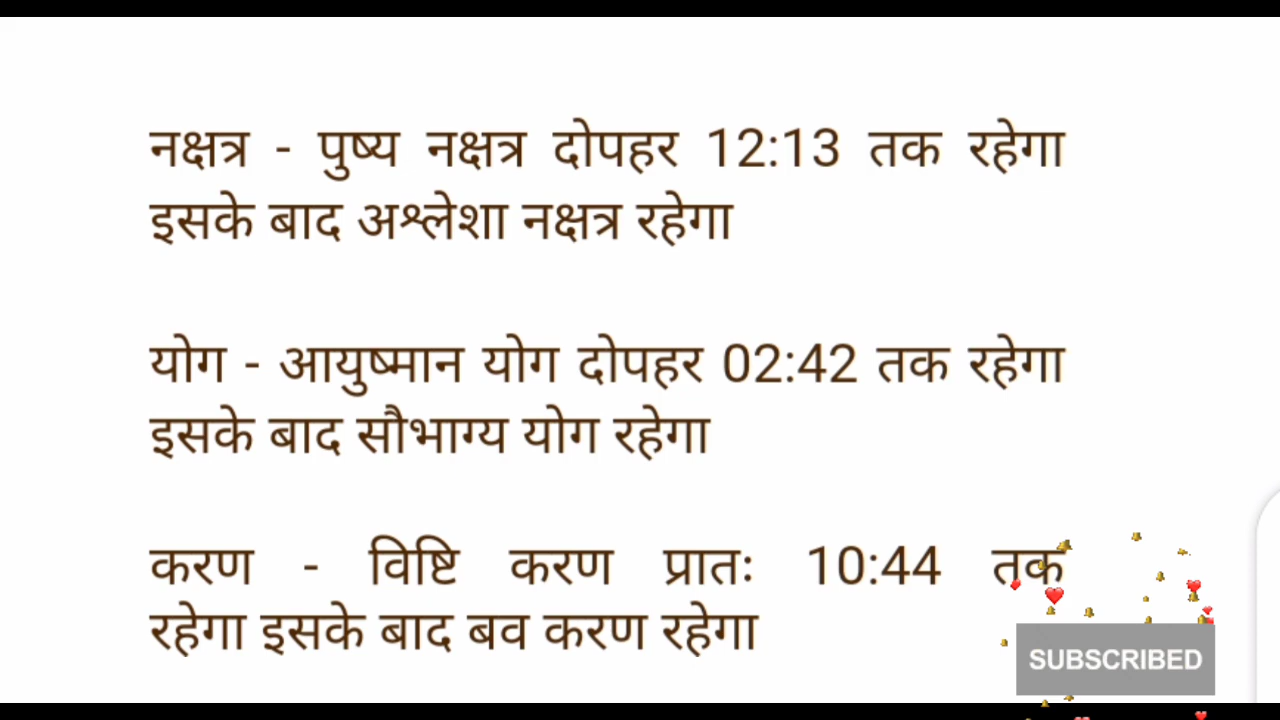 नक्षत्र - पुष्य नक्षत्र दोपहर 12:13 तक रहेगा
इसके बाद अश्लेशा नक्षत्र रहेगा
योग - आयुष्मान योग दोपहर 02:42 तक रहेगा
इसके बाद सौभाग्य योग रहेगा
करण - विष्टि करण प्रातः 10:44 तक
रहेगा इसके बाद बव करण रहेगा
SUBSCRIBED